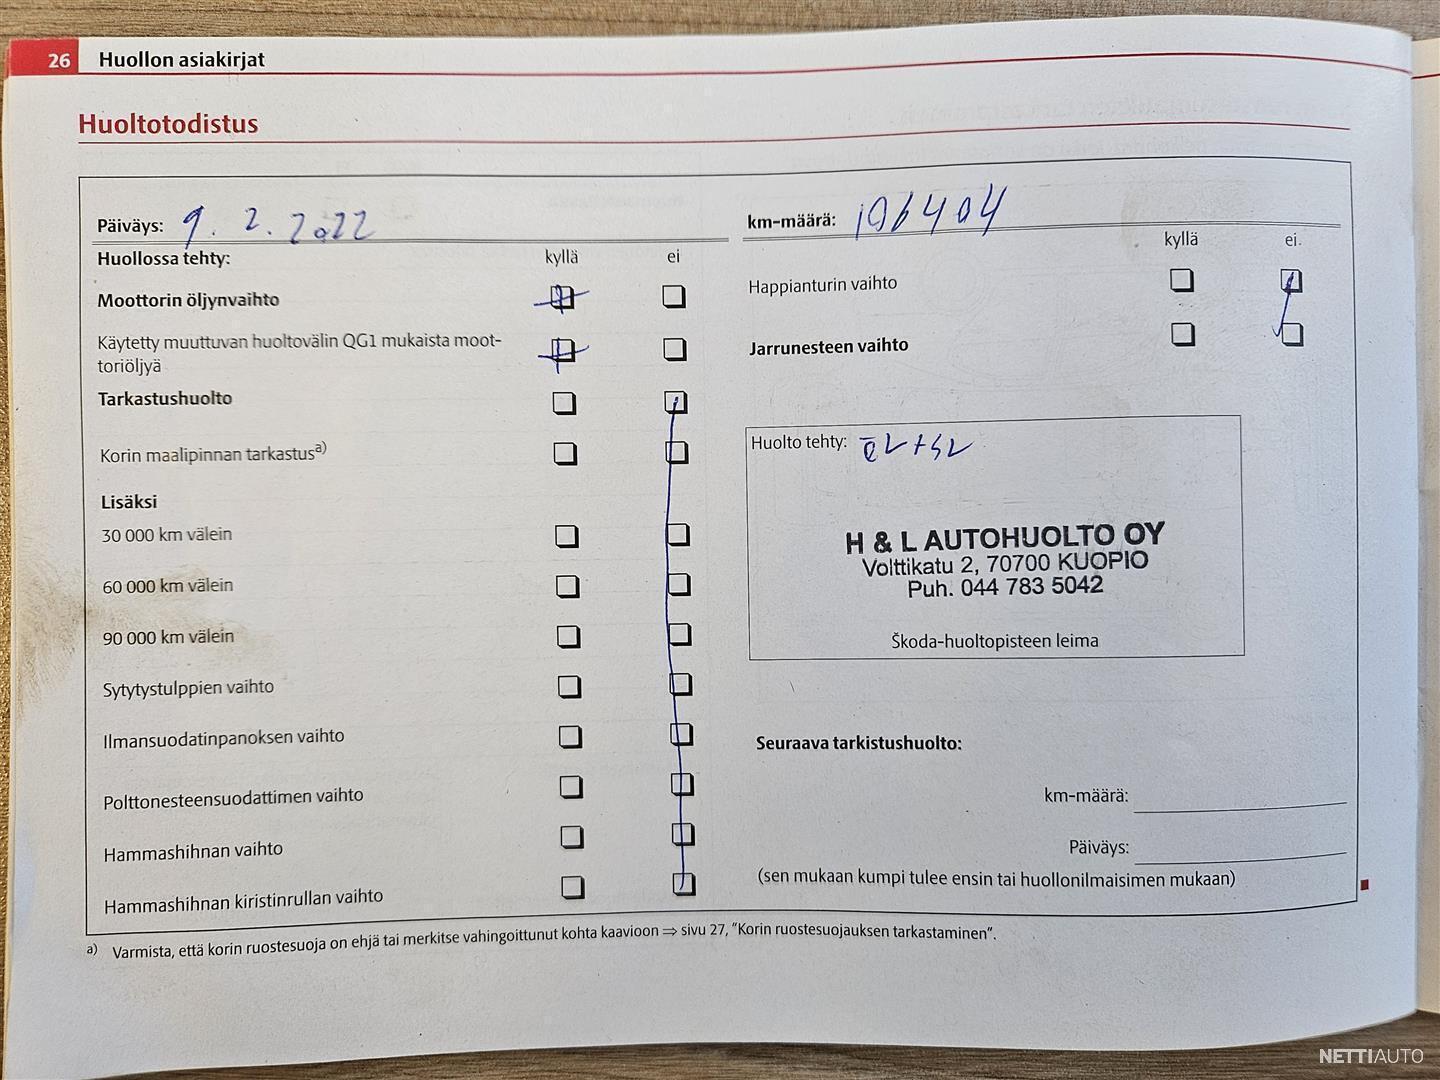 26 Huollon asiakirjat
Huoltotodistus
Päiväys: 9. 2. 2022
km-määrä: 196404
Huollossa tehty: kyllä ei
Moottorin öljynvaihto
Käytetty muuttuvan huoltovälin QG1 mukaista moot-
toriöljyä
Tarkastushuolto
Korin maalipinnan tarkastus a)
Lisäksi
30 000 km välein
60 000 km välein
90 000 km välein
Sytytystulppien vaihto
Ilmansuodatinpanoksen vaihto
Polttonesteensuodattimen vaihto
Hammashihnan vaihto
Hammashihnan kiristinrullan vaihto
kyllä ei.
Happianturin vaihto
Jarrunesteen vaihto
Huolto tehty:
H & L AUTOHUOLTO OY
Volttikatu 2, 70700 KUOPIO
Puh. 044 783 5042
Škoda-huoltopisteen leima
Seuraava tarkistushuolto:
km-määrä:
Päiväys:
(sen mukaan kumpi tulee ensin tai huollonilmaisimen mukaan)
a) Varmista, että korin ruostesuoja on ehjä tai merkitse vahingoittunut kohta kaavioon ⇒ sivu 27, "Korin ruostesuojauksen tarkastaminen".
NETTIAUTO